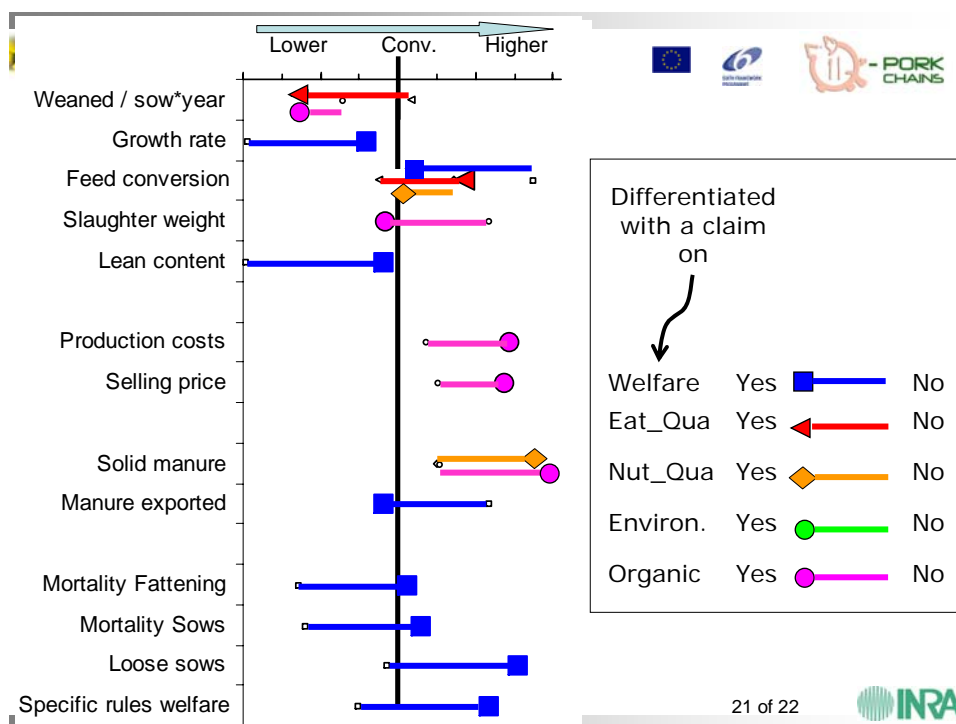 Lower Conv. Higher
Weaned / sow*year
Growth rate
Feed conversion
Slaughter weight
Lean content
Production costs
Selling price
Solid manure
Manure exported
Mortality Fattening
Mortality Sows
Loose sows
Specific rules welfare
- PORK
CHAINS
Differentiated
with a claim
on
Welfare Yes No
Eat_Qua Yes No
Nut_Qua Yes No
Environ. Yes No
Organic Yes No
21 of 22
INRA